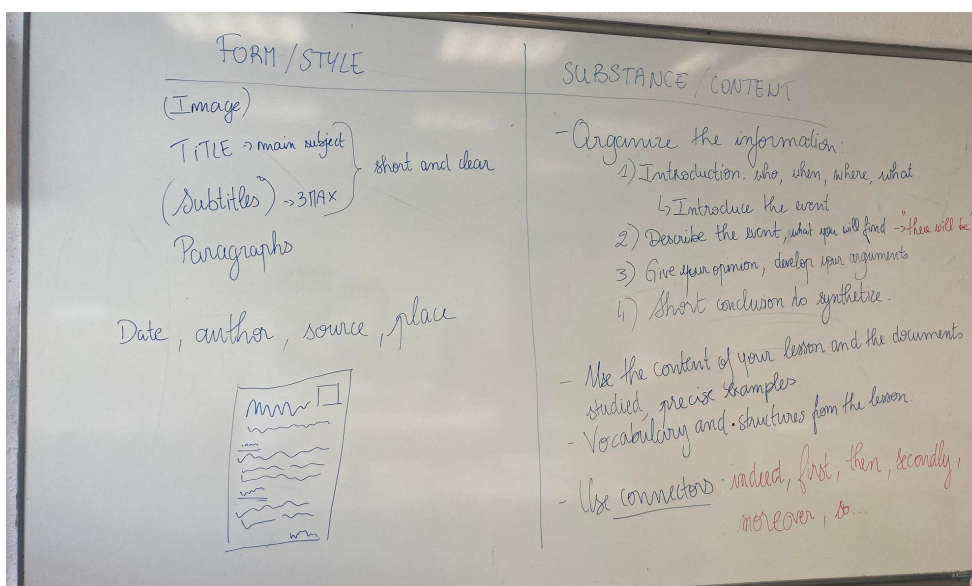 FORM / STYLE
(Image)
TITLE → main subject
(Subtitles) → 3 MAX
short and clear
Paragraphs
Date, author, source, place
SUBSTANCE / CONTENT
- Organize the information:
1) Introduction: who, when, where, what
↳ Introduce the event
2) Describe the event, what you will find → "there will be
3) Give your opinion, develop your arguments
4) Short conclusion to synthetize.
- Use the content of your lesson and the documents
studied, precise examples
- Vocabulary and structures from the lesson.
- Use connectors: indeed, first, then, secondly,
moreover, so...